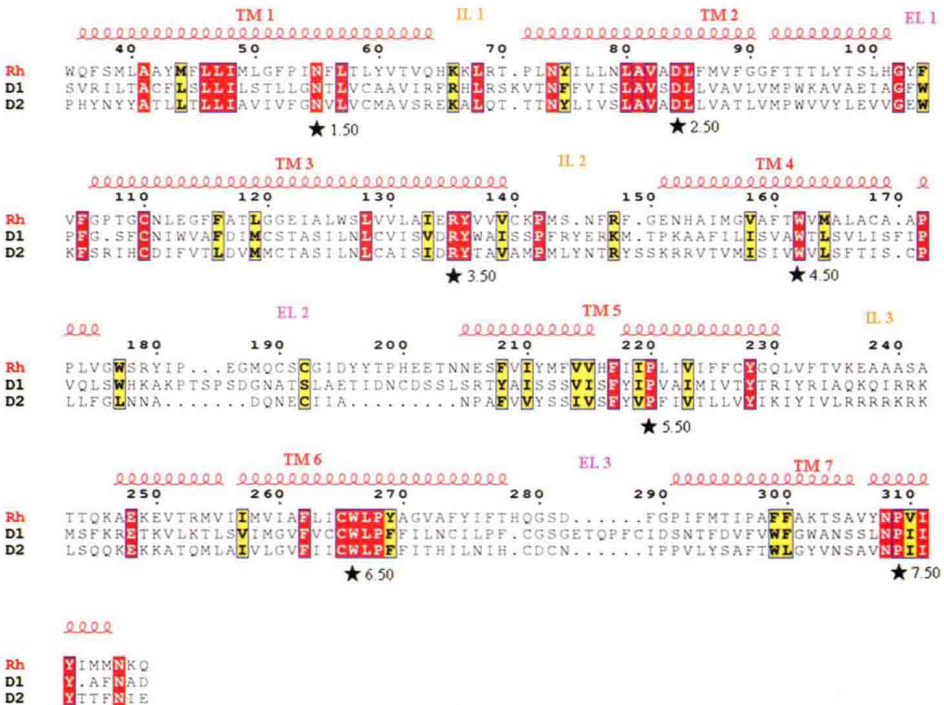 TM 1 IL 1 TM 2 EL 1
40 50 60 70 80 90 100
Rh WQFSMLAAYMFLLIMLGFPINFLTLYVTVQHKKLRT.PLNYILLNLAVADLFMVFGGFTTTLYTSLHGYF
D1 SVRILTACFLSLLILSTLLGNTLVCAAVIRFRHLRSKVTNFFVISLAVSDLLVAVLVMPWKAVAEIAGFW
D2 PHYNYYATLLTLLIAVIVFGNVLVCMAVSREKALQT.TTNYLIVSLAVADLLVATLVMPWVVYLEVVGEW
★ 1.50 ★ 2.50
TM 3 IL 2 TM 4
110 120 130 140 150 160 170
Rh VFGPTGCNLEGFFATLGGEIALWSLVVLAIERYVVVCKPMS.NFRF.GENHAIMGVAFTWVMALACA.AP
D1 PFG.SFCNIWVAFDIMCSTASILNLCVISVDRYWAISSPFRYERKM.TPKAAFILISVAWTLSVLISFIP
D2 KFSRIHCDIFVTLDVMMCTASILNLCAISIDRYTAVAMPMLYNTRYSSKRRVTVMISIVWVLSFTIS.CP
★ 3.50 ★ 4.50
EL 2 TM 5 IL 3
180 190 200 210 220 230 240
Rh PLVGWSRYIP...EGMQCSCGIDYYTPHEETNNESFVIYMFVVHFIIPLIVIFFCYGQLVFTVKEAAASA
D1 VQLSWHKAKPTSPSDGNATSLAETIDNCDSSLSRTYAISSSVISFYIPVAIMIVTYTRIYRIAQKQIRRK
D2 LLFGLNNA.......DQNECIIA.........NPAFVVYSSIVSFYVPFIVTLLVYIKIYIVLRRRRKRK
★ 5.50
TM 6 EL 3 TM 7
250 260 270 280 290 300 310
Rh TTQKAEKEVTRMVIIMVIAFLICWLPYAGVAFYIFTHQGSD......FGPIFMTIPAFFAKTSAVYNPVI
D1 MSFKRETKVLKTLSVIMGVFVCCWLPFFILNCILPF.CGSGETQPFCIDSNTFDVFVWFGWANSSLNPII
D2 LSQQKEKKATQMLAIVLGVFIICWLPFFITHILNIH.CDCN......IPPVLYSAFTWLGYVNSAVNPII
★ 6.50 ★ 7.50
Rh YIMMNKQ
D1 Y.AFNAD
D2 YTTFNIE